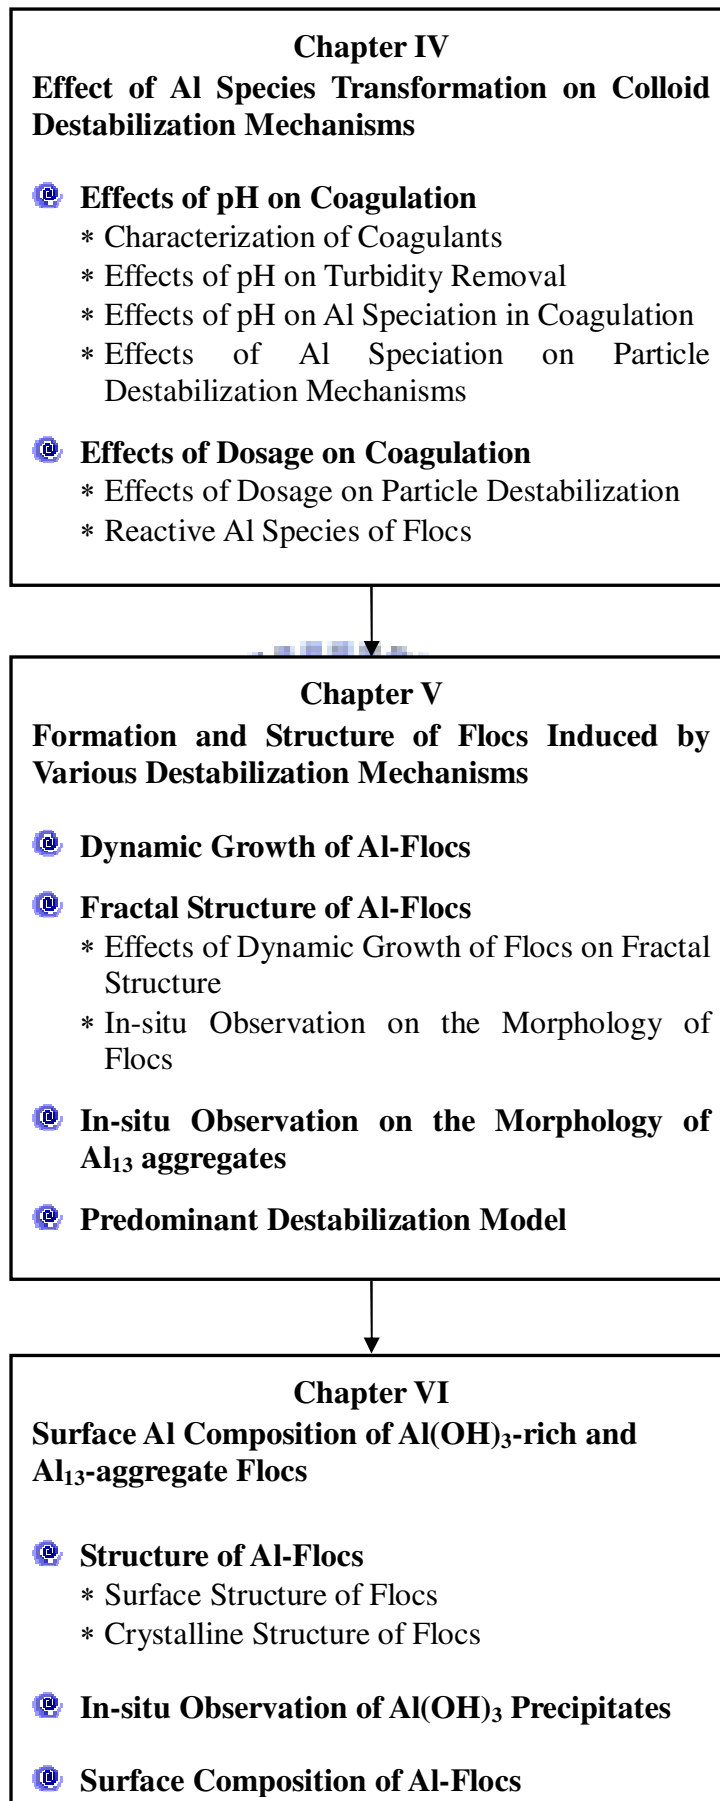 Chapter IV
Effect of Al Species Transformation on Colloid
Destabilization Mechanisms
Effects of pH on Coagulation
* Characterization of Coagulants
* Effects of pH on Turbidity Removal
* Effects of pH on Al Speciation in Coagulation
* Effects of Al Speciation on Particle
Destabilization Mechanisms
Effects of Dosage on Coagulation
* Effects of Dosage on Particle Destabilization
* Reactive Al Species of Flocs
Chapter V
Formation and Structure of Flocs Induced by
Various Destabilization Mechanisms
Dynamic Growth of Al-Flocs
Fractal Structure of Al-Flocs
* Effects of Dynamic Growth of Flocs on Fractal
Structure
* In-situ Observation on the Morphology of
Flocs
In-situ Observation on the Morphology of
Al₁₃ aggregates
Predominant Destabilization Model
Chapter VI
Surface Al Composition of Al(OH)₃-rich and
Al₁₃-aggregate Flocs
Structure of Al-Flocs
* Surface Structure of Flocs
* Crystalline Structure of Flocs
In-situ Observation of Al(OH)₃ Precipitates
Surface Composition of Al-Flocs